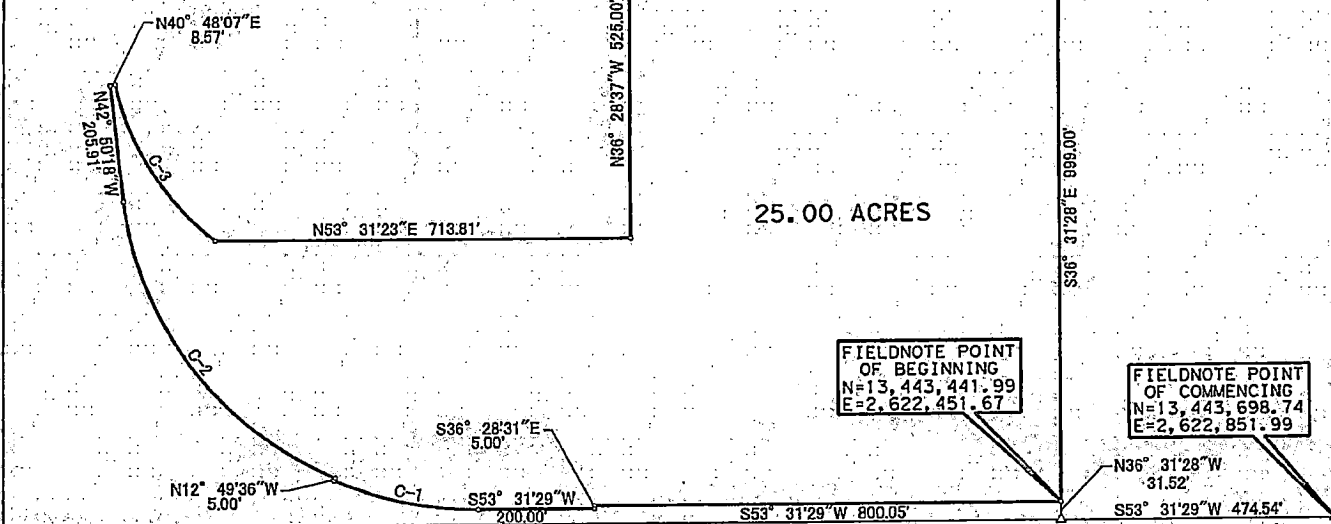 N40° 48'07"E
8.57'
N36° 28'37"W 525.00'
N42° 50'18"W
205.91'
C-3
S36° 31'28"E 999.00'
25.00 ACRES
N53° 31'23"E 713.81'
C-2
FIELDNOTE POINT
OF BEGINNING
N=13,443,441.99
E=2,622,451.67
FIELDNOTE POINT
OF COMMENCING
N=13,443,698.74
E=2,622,851.99
S36° 28'31"E
5.00'
N36° 31'28"W
31.52'
N12° 49'36"W
5.00'
C-1
S53° 31'29"W
200.00'
S53° 31'29"W 800.05'
S53° 31'29"W 474.54'